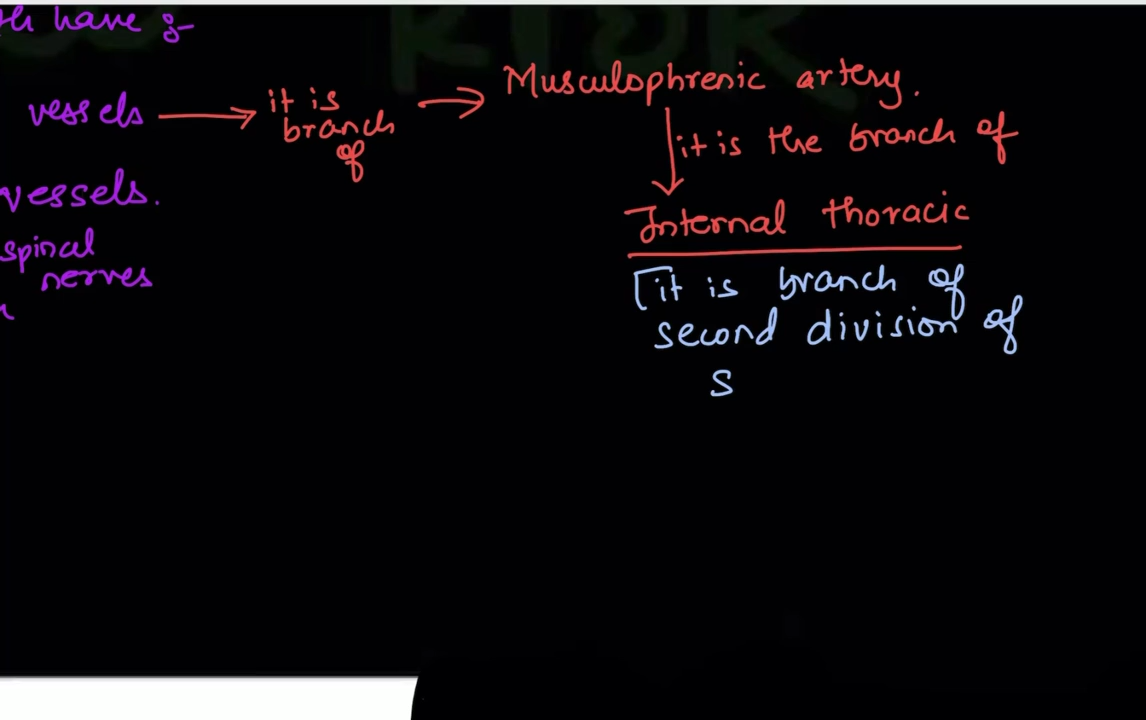 have :-
vessels → it is branch of → Musculophrenic artery.
it is the branch of
vessels.
Internal thoracic
spinal nerves
[it is branch of
second division of
S